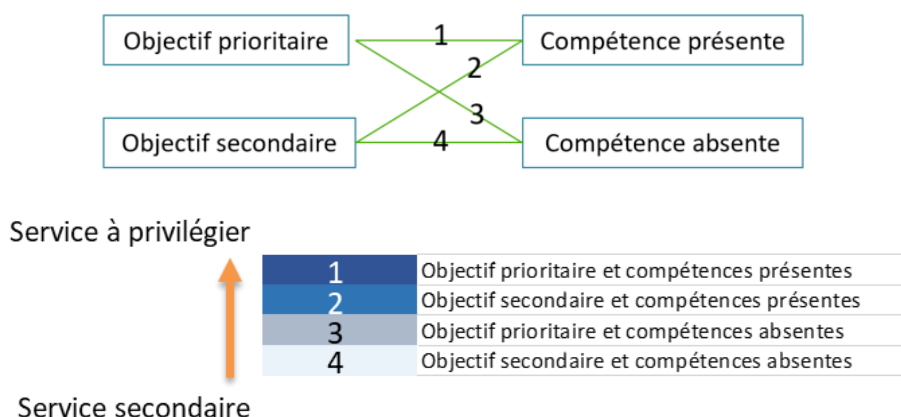 Objectif prioritaire
1
Compétence présente
2
3
Objectif secondaire
4
Compétence absente
Service à privilégier
1 Objectif prioritaire et compétences présentes
2 Objectif secondaire et compétences présentes
3 Objectif prioritaire et compétences absentes
4 Objectif secondaire et compétences absentes
Service secondaire